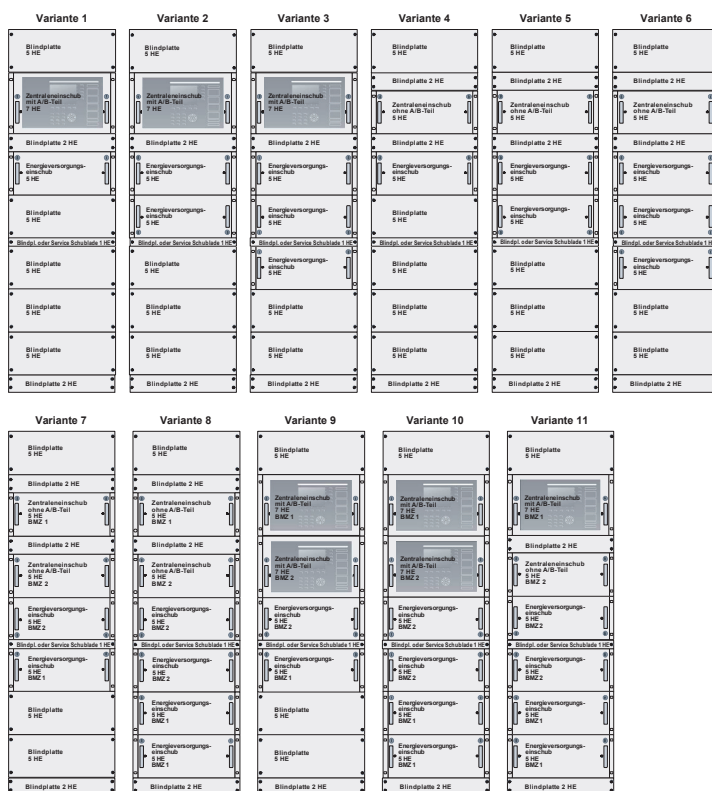 Variante 1
Blindplatte
5 HE
Zentraleneinschub
mit A/B-Teil
7 HE
Blindplatte 2 HE
Energieversorgungs-
einschub
5 HE
Blindplatte
5 HE
Blindpl. oder Service Schublade 1 HE
Blindplatte
5 HE
Blindplatte
5 HE
Blindplatte
5 HE
Blindplatte 2 HE
Variante 2
Blindplatte
5 HE
Zentraleneinschub
mit A/B-Teil
7 HE
Blindplatte 2 HE
Energieversorgungs-
einschub
5 HE
Energieversorgungs-
einschub
5 HE
Blindpl. oder Service Schublade 1 HE
Blindplatte
5 HE
Blindplatte
5 HE
Blindplatte
5 HE
Blindplatte 2 HE
Variante 3
Blindplatte
5 HE
Zentraleneinschub
mit A/B-Teil
7 HE
Blindplatte 2 HE
Energieversorgungs-
einschub
5 HE
Energieversorgungs-
einschub
5 HE
Blindpl. oder Service Schublade 1 HE
Energieversorgungs-
einschub
5 HE
Blindplatte
5 HE
Blindplatte
5 HE
Blindplatte 2 HE
Variante 4
Blindplatte
5 HE
Blindplatte 2 HE
Zentraleneinschub
ohne A/B-Teil
5 HE
Blindplatte 2 HE
Energieversorgungs-
einschub
5 HE
Blindplatte
5 HE
Blindpl. oder Service Schublade 1 HE
Blindplatte
5 HE
Blindplatte
5 HE
Blindplatte
5 HE
Blindplatte 2 HE
Variante 5
Blindplatte
5 HE
Blindplatte 2 HE
Zentraleneinschub
ohne A/B-Teil
5 HE
Blindplatte 2 HE
Energieversorgungs-
einschub
5 HE
Energieversorgungs-
einschub
5 HE
Blindpl. oder Service Schublade 1 HE
Blindplatte
5 HE
Blindplatte
5 HE
Blindplatte
5 HE
Blindplatte 2 HE
Variante 6
Blindplatte
5 HE
Blindplatte 2 HE
Zentraleneinschub
ohne A/B-Teil
5 HE
Blindplatte 2 HE
Energieversorgungs-
einschub
5 HE
Energieversorgungs-
einschub
5 HE
Blindpl. oder Service Schublade 1 HE
Energieversorgungs-
einschub
5 HE
Blindplatte
5 HE
Blindplatte
5 HE
Blindplatte 2 HE
Variante 7
Blindplatte
5 HE
Blindplatte 2 HE
Zentraleneinschub
ohne A/B-Teil
5 HE
BMZ 1
Blindplatte 2 HE
Zentraleneinschub
ohne A/B-Teil
5 HE
BMZ 2
Energieversorgungs-
einschub
5 HE
BMZ 2
Blindpl. oder Service Schublade 1 HE
Energieversorgungs-
einschub
5 HE
BMZ 1
Blindplatte
5 HE
Blindplatte
5 HE
Blindplatte 2 HE
Variante 8
Blindplatte
5 HE
Blindplatte 2 HE
Zentraleneinschub
ohne A/B-Teil
5 HE
BMZ 1
Blindplatte 2 HE
Zentraleneinschub
ohne A/B-Teil
5 HE
BMZ 2
Energieversorgungs-
einschub
5 HE
BMZ 2
Blindpl. oder Service Schublade 1 HE
Energieversorgungs-
einschub
5 HE
BMZ 2
Energieversorgungs-
einschub
5 HE
BMZ 1
Energieversorgungs-
einschub
5 HE
BMZ 1
Blindplatte 2 HE
Variante 9
Blindplatte
5 HE
Zentraleneinschub
mit A/B-Teil
7 HE
BMZ 1
Zentraleneinschub
mit A/B-Teil
7 HE
BMZ 2
Energieversorgungs-
einschub
5 HE
BMZ 2
Blindpl. oder Service Schublade 1 HE
Energieversorgungs-
einschub
5 HE
BMZ 1
Blindplatte
5 HE
Blindplatte
5 HE
Blindplatte 2 HE
Variante 10
Blindplatte
5 HE
Zentraleneinschub
mit A/B-Teil
7 HE
BMZ 1
Zentraleneinschub
mit A/B-Teil
7 HE
BMZ 2
Energieversorgungs-
einschub
5 HE
BMZ 2
Blindpl. oder Service Schublade 1 HE
Energieversorgungs-
einschub
5 HE
BMZ 2
Energieversorgungs-
einschub
5 HE
BMZ 1
Energieversorgungs-
einschub
5 HE
BMZ 1
Blindplatte 2 HE
Variante 11
Blindplatte
5 HE
Zentraleneinschub
mit A/B-Teil
7 HE
BMZ 1
Blindplatte 2 HE
Zentraleneinschub
ohne A/B-Teil
5 HE
BMZ 2
Energieversorgungs-
einschub
5 HE
BMZ 2
Blindpl. oder Service Schublade 1 HE
Energieversorgungs-
einschub
5 HE
BMZ 2
Energieversorgungs-
einschub
5 HE
BMZ 1
Energieversorgungs-
einschub
5 HE
BMZ 1
Blindplatte 2 HE